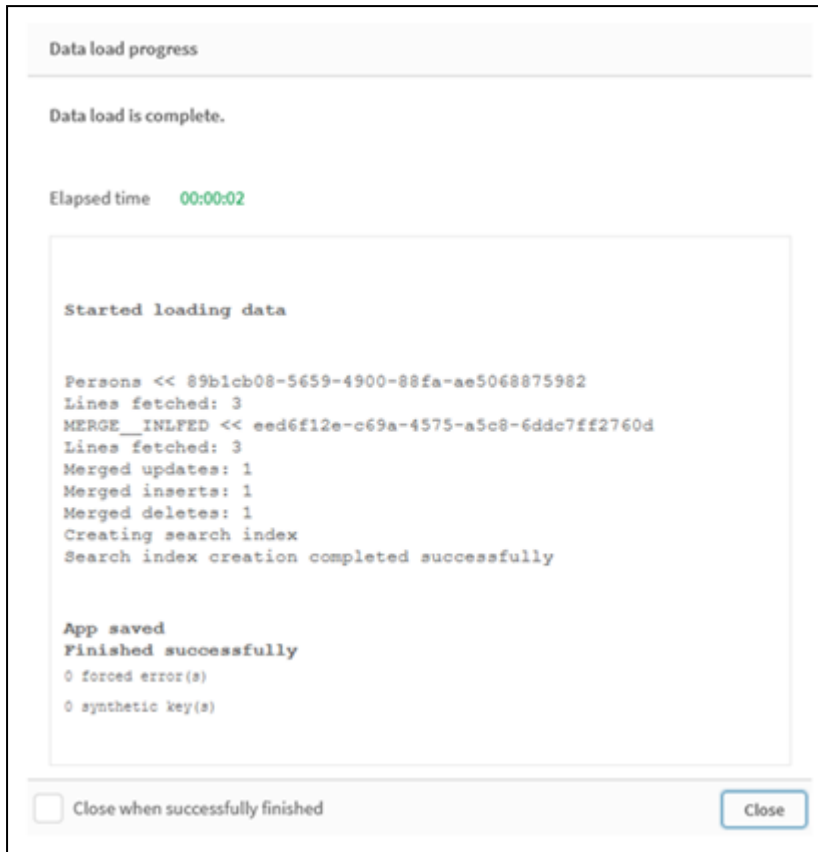 Data load progress
Data load is complete.
Elapsed time 00:00:02
Started loading data
Persons << 89b1cb08-5659-4900-88fa-ae5068875982
Lines fetched: 3
MERGE__INLFED << eed6f12e-c69a-4575-a5c8-6ddc7ff2760d
Lines fetched: 3
Merged updates: 1
Merged inserts: 1
Merged deletes: 1
Creating search index
Search index creation completed successfully
App saved
Finished successfully
0 forced error(s)
0 synthetic key(s)
Close when successfully finished
Close